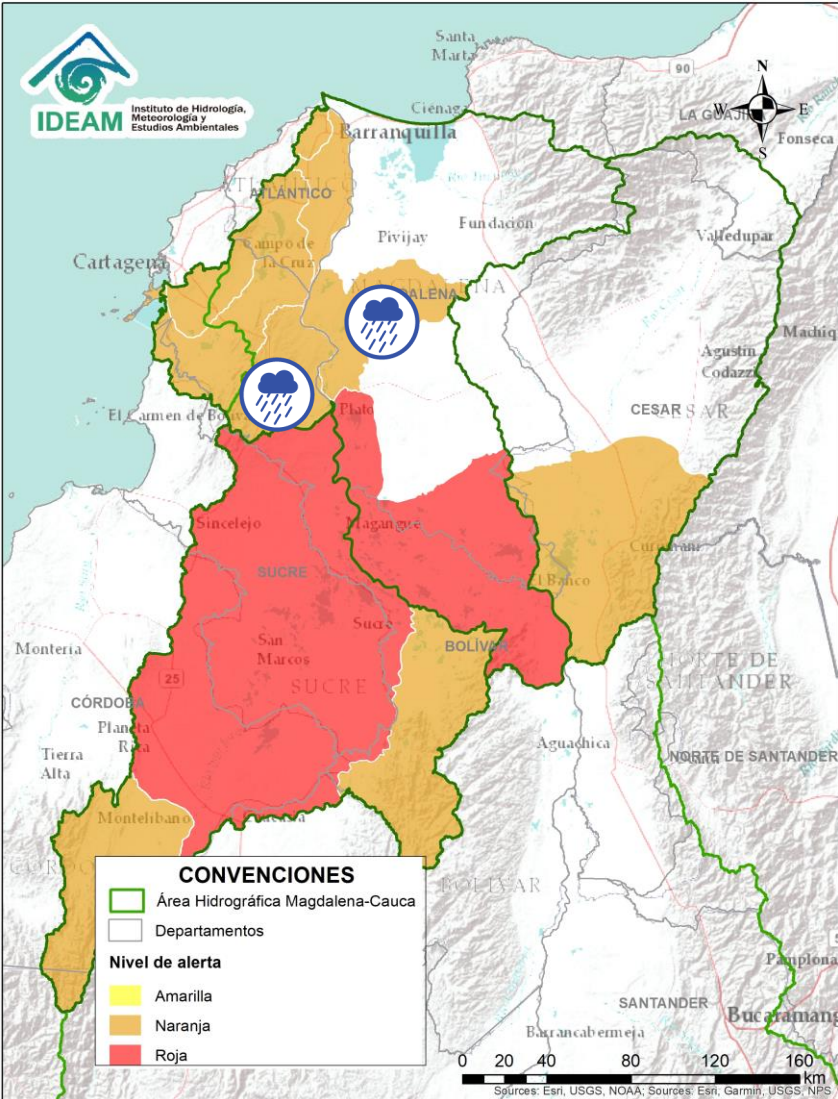 IDEAM
Instituto de Hidrología,
Meteorología y
Estudios Ambientales
Santa
Marta
90
N
W
E
S
LA GUAJIRA
Ciénaga
Barranquilla
Fonseca
ATLÁNTICO
Fundación
Pivijay
Valledupar
Campo de
la Cruz
Cartagena
Agustín
Codazzi
El Carmen de Bolívar
Plato
CESAR
CESAR
Sincelejo
Magangué
SUCRE
El Banco
Sucre
BOLÍVAR
San
Marcos
SUCRE
Montería
25
CÓRDOBA
Planeta
Rica
Tierra
Alta
NORTE DE
SANTANDER
Aguachica
NORTE DE SANTANDER
Montelíbano
BOLÍVAR
CONVENCIONES
Área Hidrográfica Magdalena-Cauca
Departamentos
Nivel de alerta
Amarilla
Naranja
Roja
Pamplona
SANTANDER
Bucaramang
Barrancabermeja
0 20 40 80 120 160
km
Sources: Esri, USGS, NOAA; Sources: Esri, Garmin, USGS, NPS